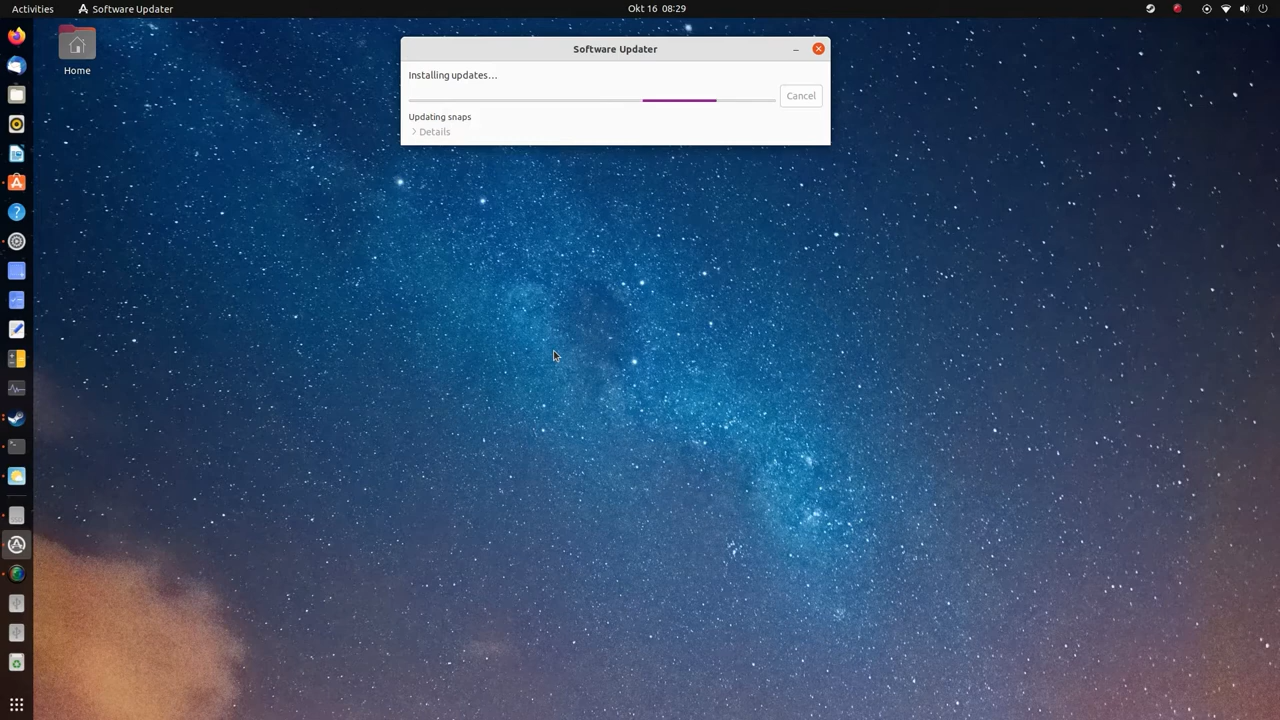 Activities
Software Updater
Okt 16 08:29
Home
Software Updater
Installing updates...
Cancel
Updating snaps
Details